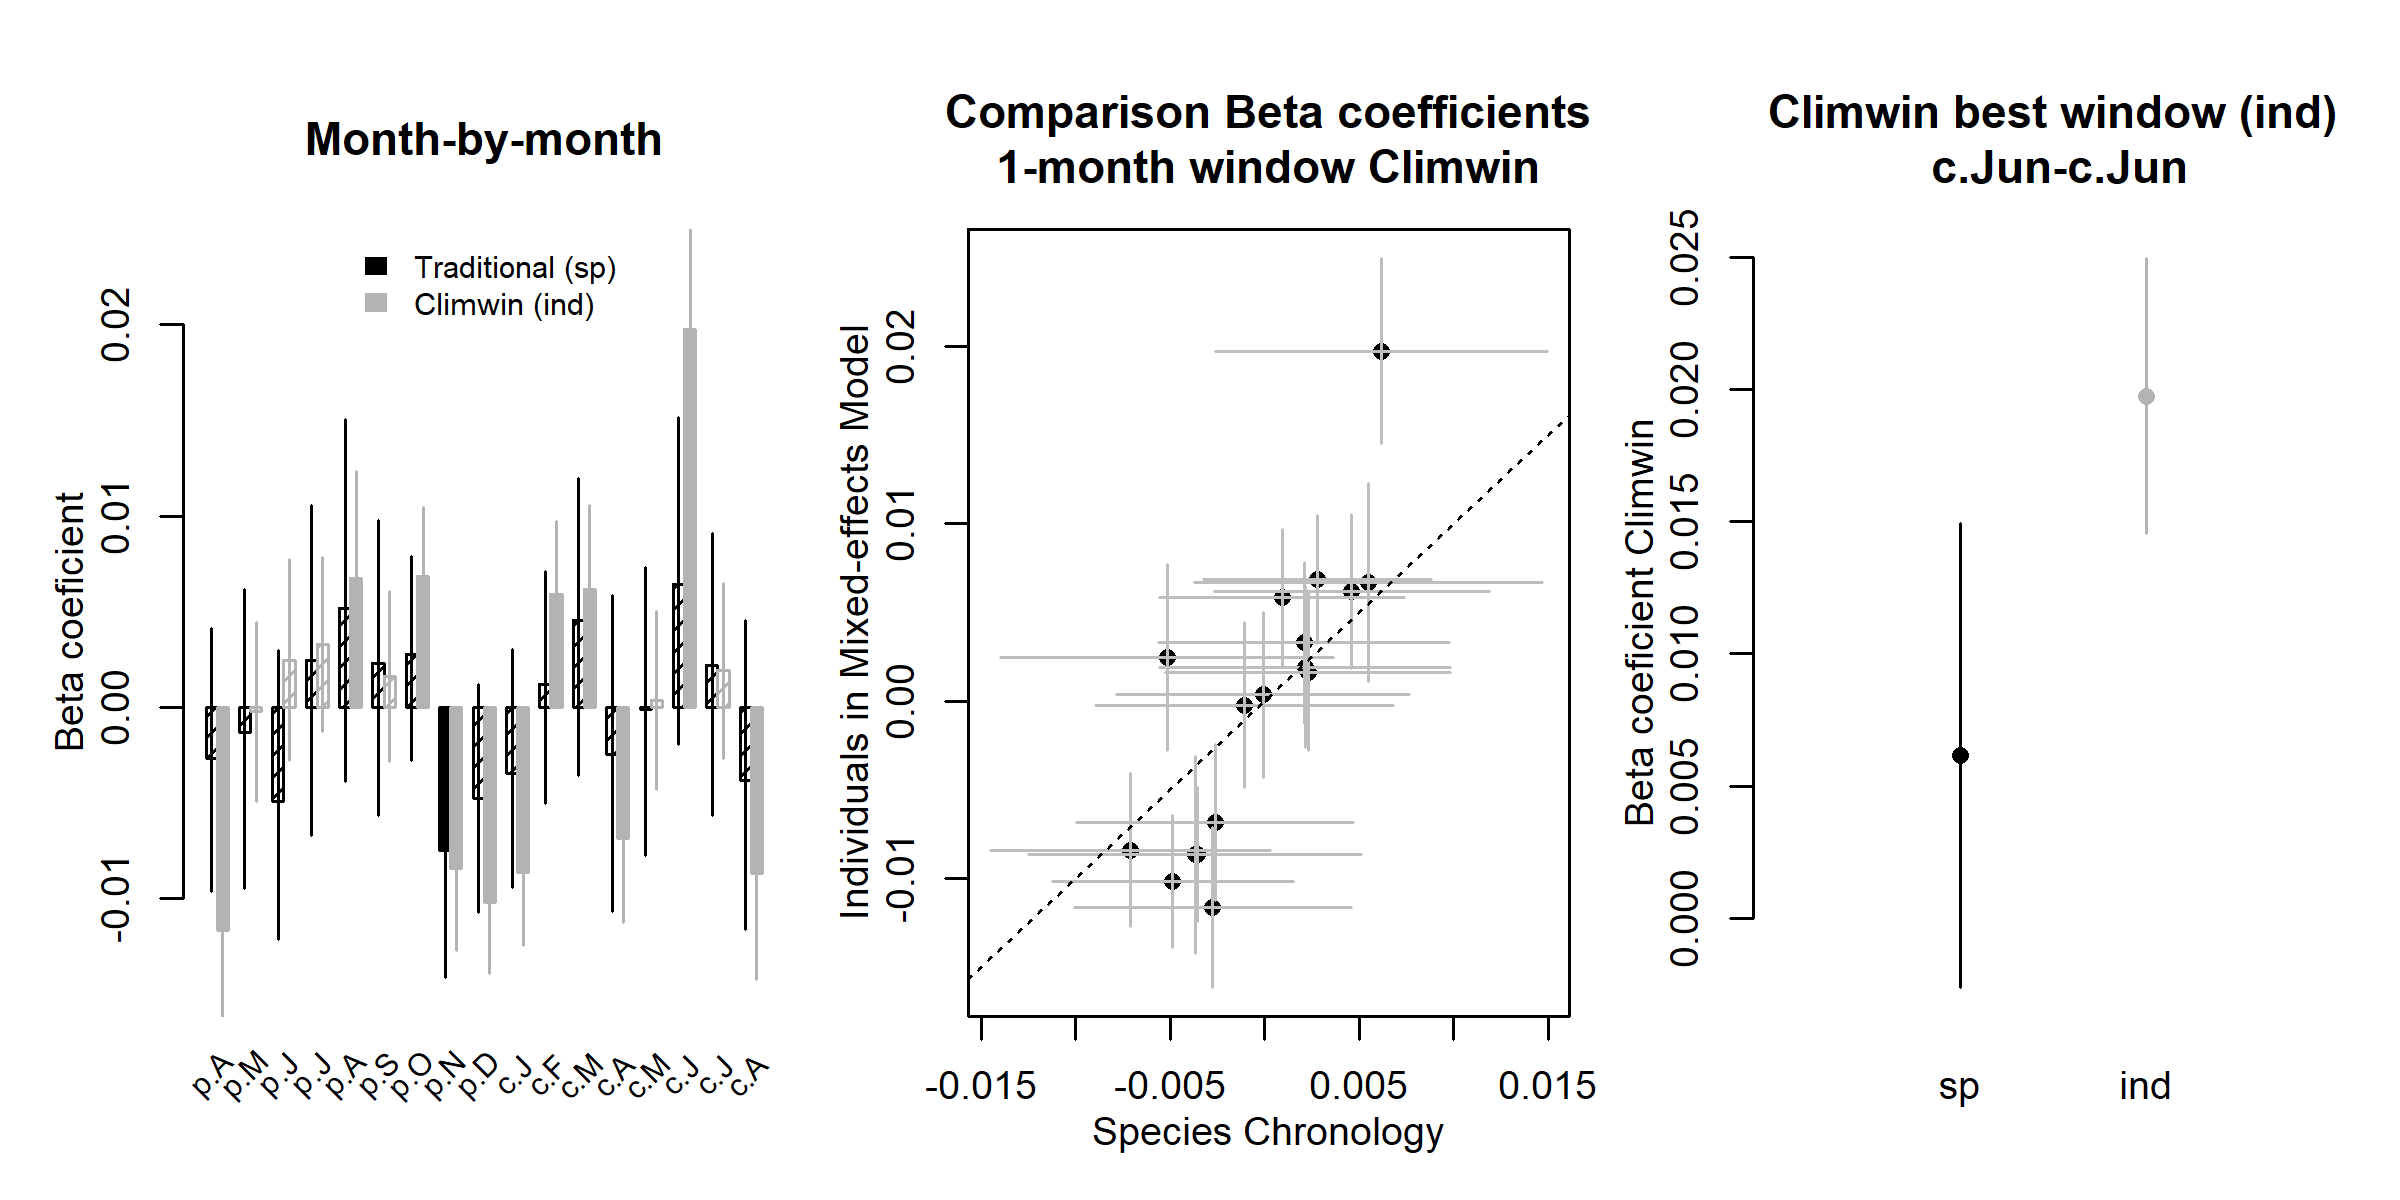 Month-by-month
Traditional (sp)
Climwin (ind)
Beta coeficient
0.02
0.01
0.00
-0.01
p.A
p.M
p.J
p.J
p.A
p.S
p.O
p.N
p.D
c.J
c.F
c.M
c.A
c.M
c.J
c.J
c.A
Comparison Beta coefficients
1-month window Climwin
Individuals in Mixed-effects Model
0.02
0.01
0.00
-0.01
-0.015
-0.005
0.005
0.015
Species Chronology
Climwin best window (ind)
c.Jun-c.Jun
Beta coeficient Climwin
0.025
0.020
0.015
0.010
0.005
0.000
sp
ind